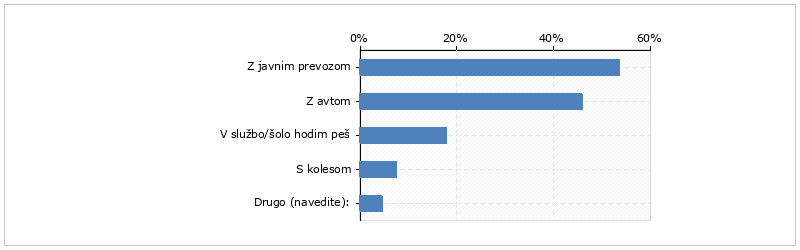 0% 20% 40% 60%
Z javnim prevozom
Z avtom
V službo/šolo hodim peš
S kolesom
Drugo (navedite):